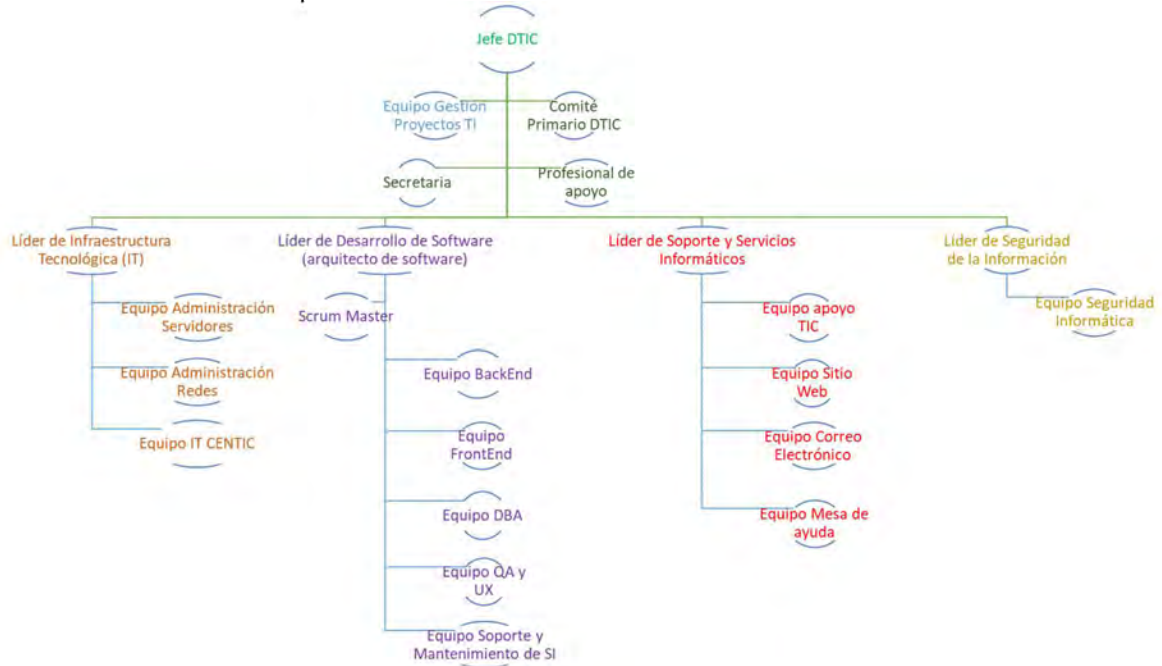 Jefe DTIC
Equipo Gestión
Proyectos TI
Comité
Primario DTIC
Secretaria
Profesional de
apoyo
Líder de Infraestructura
Tecnológica (IT)
Equipo Administración
Servidores
Equipo Administración
Redes
Equipo IT CENTIC
Líder de Desarrollo de Software
(arquitecto de software)
Scrum Master
Equipo BackEnd
Equipo
FrontEnd
Equipo DBA
Equipo QA y
UX
Equipo Soporte y
Mantenimiento de SI
Líder de Soporte y Servicios
Informáticos
Equipo apoyo
TIC
Equipo Sitio
Web
Equipo Correo
Electrónico
Equipo Mesa de
ayuda
Líder de Seguridad
de la Información
Equipo Seguridad
Informática